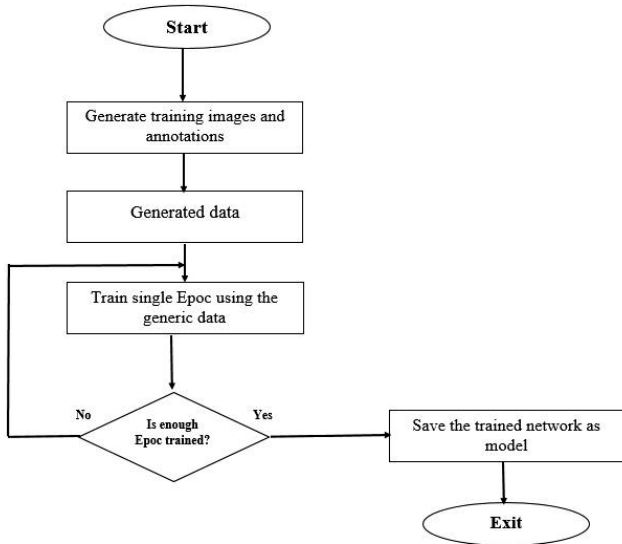 Start
Generate training images and
annotations
Generated data
Train single Epoc using the
generic data
No
Is enough
Epoc trained?
Yes
Save the trained network as
model
Exit